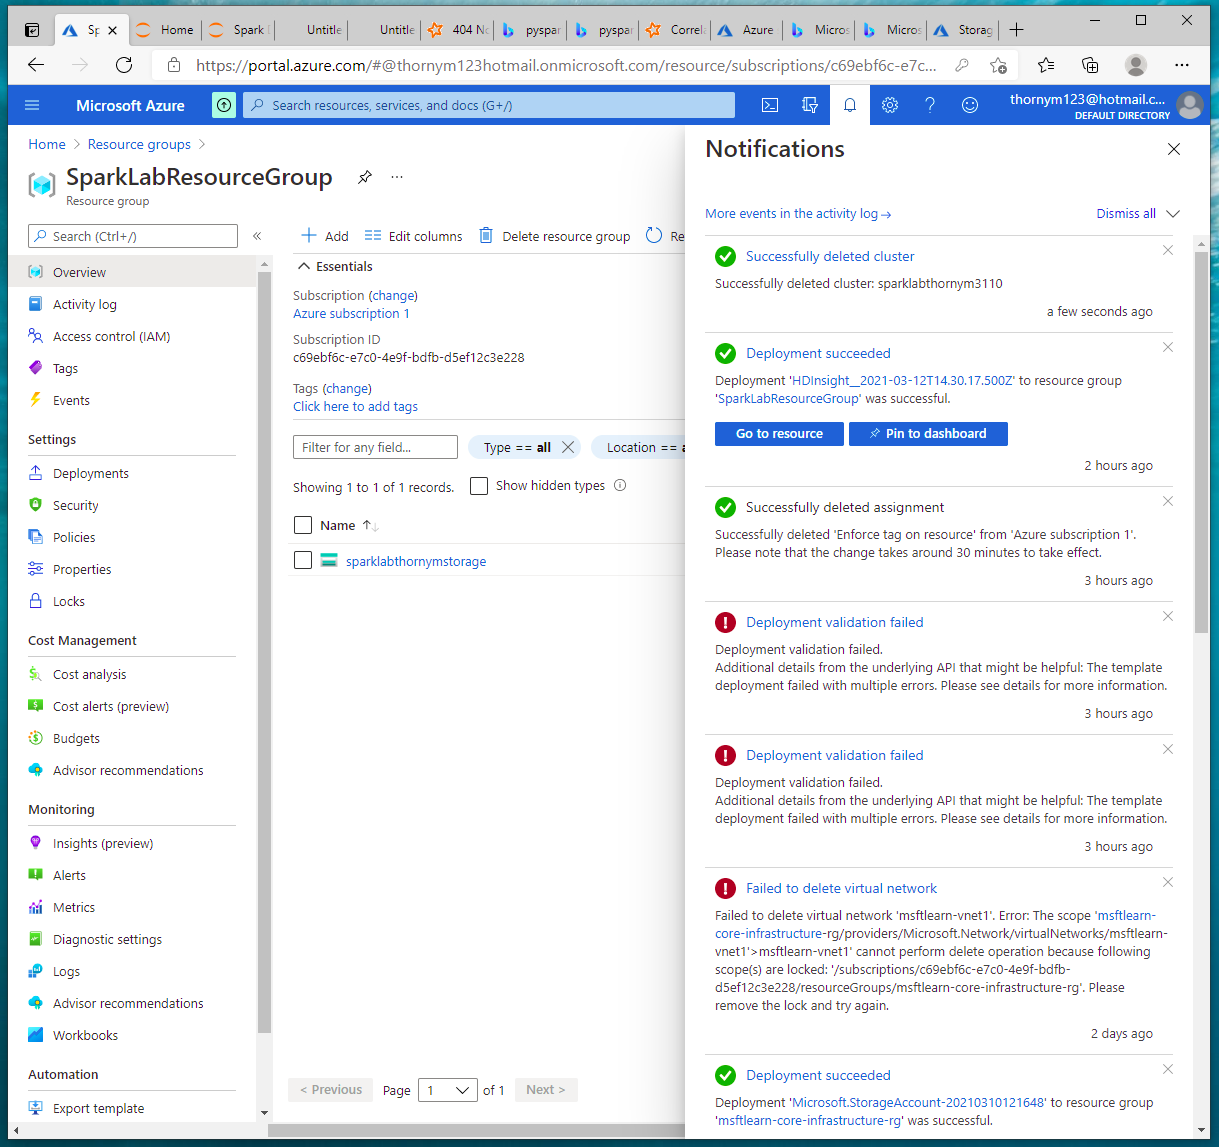 Sp
Home
Spark
Untitle
Untitle
404 No
pyspar
pyspar
Correla
Azure
Micros
Micros
Storag
https://portal.azure.com/#@thornym123hotmail.onmicrosoft.com/resource/subscriptions/c69ebf6c-e7c...
Microsoft Azure
Search resources, services, and docs (G+/)
thornym123@hotmail.c...
DEFAULT DIRECTORY
Home > Resource groups >
SparkLabResourceGroup
...
Resource group
Search (Ctrl+/)
«
Overview
Activity log
Access control (IAM)
Tags
Events
Settings
Deployments
Security
Policies
Properties
Locks
Cost Management
Cost analysis
Cost alerts (preview)
Budgets
Advisor recommendations
Monitoring
Insights (preview)
Alerts
Metrics
Diagnostic settings
Logs
Advisor recommendations
Workbooks
Automation
Export template
Add
Edit columns
Delete resource group
Re
Essentials
Subscription (change)
Azure subscription 1
Subscription ID
c69ebf6c-e7c0-4e9f-bdfb-d5ef12c3e228
Tags (change)
Click here to add tags
Filter for any field...
Type == all
Location == a
Showing 1 to 1 of 1 records.
Show hidden types
Name
sparklabthornymstorage
< Previous
Page
1
of 1
Next >
Notifications
More events in the activity log →
Dismiss all
Successfully deleted cluster
Successfully deleted cluster: sparklabthornym3110
a few seconds ago
Deployment succeeded
Deployment 'HDInsight_2021-03-12T14.30.17.500Z' to resource group
'SparkLabResourceGroup' was successful.
Go to resource
Pin to dashboard
2 hours ago
Successfully deleted assignment
Successfully deleted 'Enforce tag on resource' from 'Azure subscription 1'.
Please note that the change takes around 30 minutes to take effect.
3 hours ago
Deployment validation failed
Deployment validation failed.
Additional details from the underlying API that might be helpful: The template
deployment failed with multiple errors. Please see details for more information.
3 hours ago
Deployment validation failed
Deployment validation failed.
Additional details from the underlying API that might be helpful: The template
deployment failed with multiple errors. Please see details for more information.
3 hours ago
Failed to delete virtual network
Failed to delete virtual network 'msftlearn-vnet1'. Error: The scope 'msftlearn-
core-infrastructure-rg/providers/Microsoft.Network/virtualNetworks/msftlearn-
vnet1'>msftlearn-vnet1' cannot perform delete operation because following
scope(s) are locked: '/subscriptions/c69ebf6c-e7c0-4e9f-bdfb-
d5ef12c3e228/resourceGroups/msftlearn-core-infrastructure-rg'. Please
remove the lock and try again.
2 days ago
Deployment succeeded
Deployment 'Microsoft.StorageAccount-20210310121648' to resource group
'msftlearn-core-infrastructure-rg' was successful.